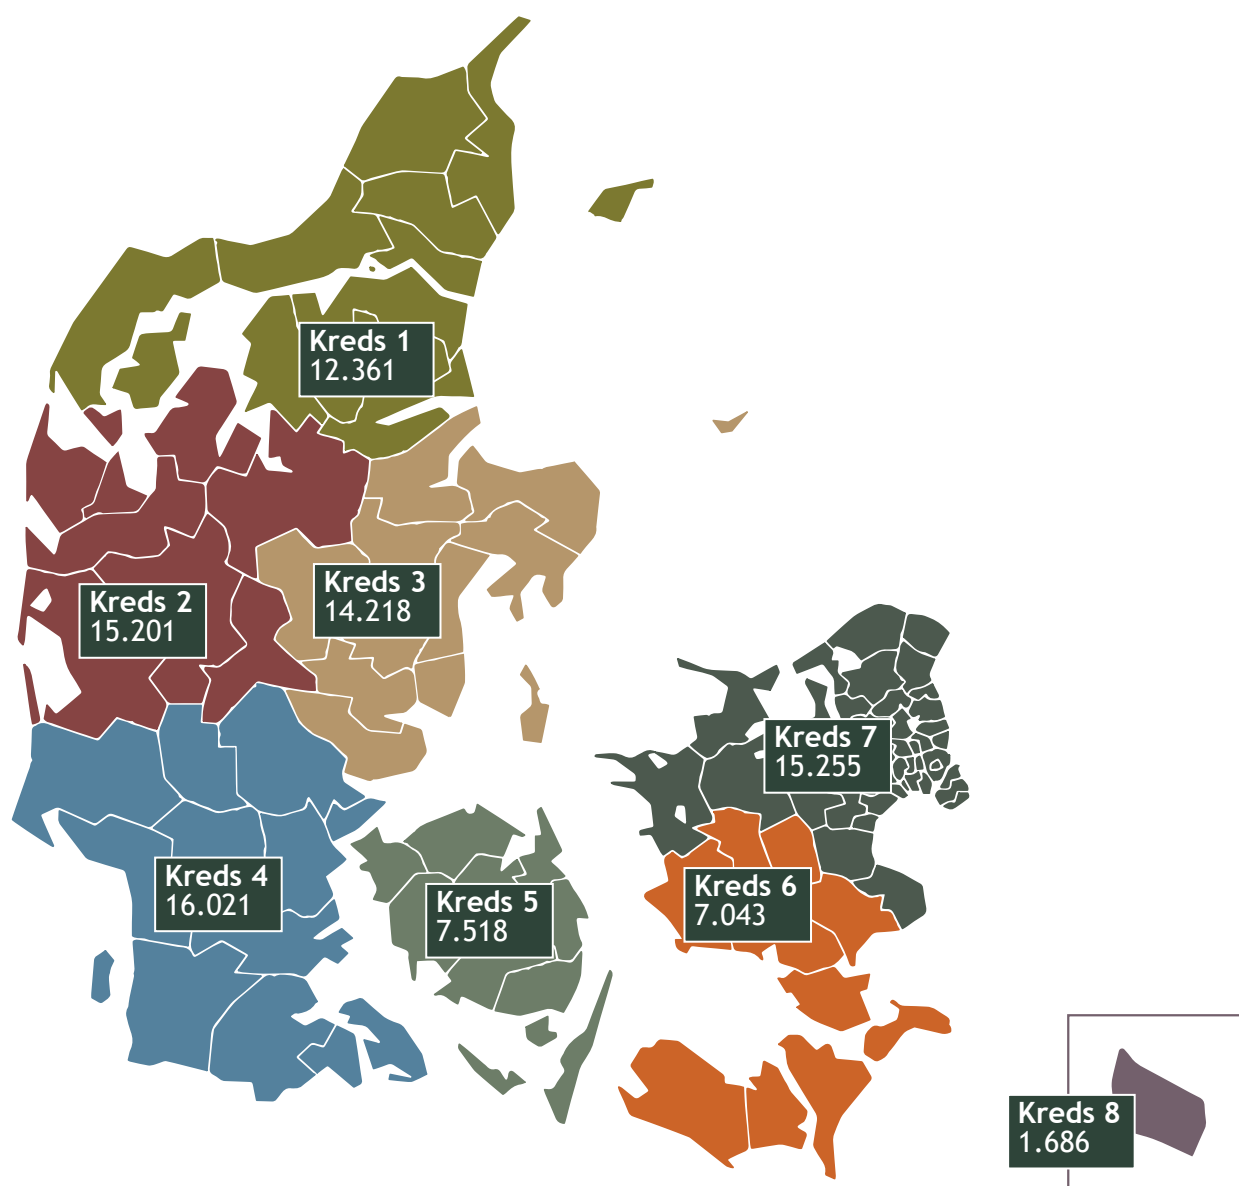 Kreds 1
12.361
Kreds 2
15.201
Kreds 3
14.218
Kreds 4
16.021
Kreds 5
7.518
Kreds 6
7.043
Kreds 7
15.255
Kreds 8
1.686